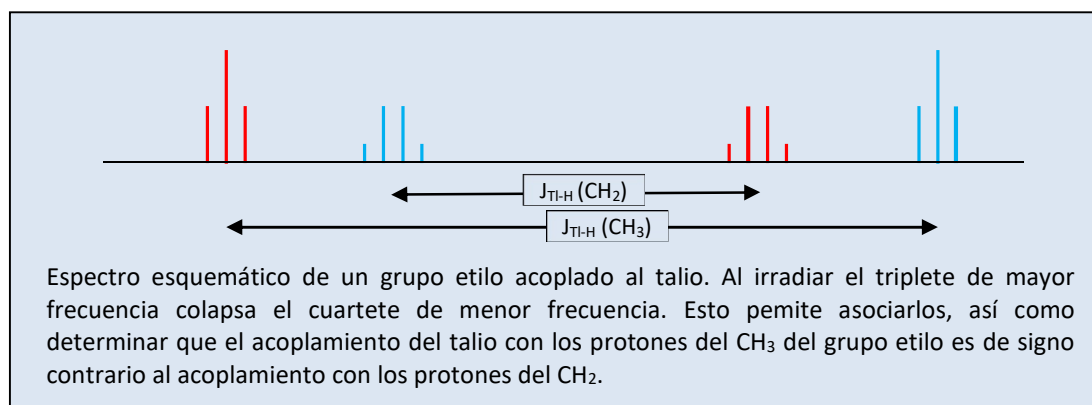 J_Tl-H (CH₂)
J_Tl-H (CH₃)
Espectro esquemático de un grupo etilo acoplado al talio. Al irradiar el triplete de mayor
frecuencia colapsa el cuartete de menor frecuencia. Esto pemite asociarlos, así como
determinar que el acoplamiento del talio con los protones del CH₃ del grupo etilo es de signo
contrario al acoplamiento con los protones del CH₂.